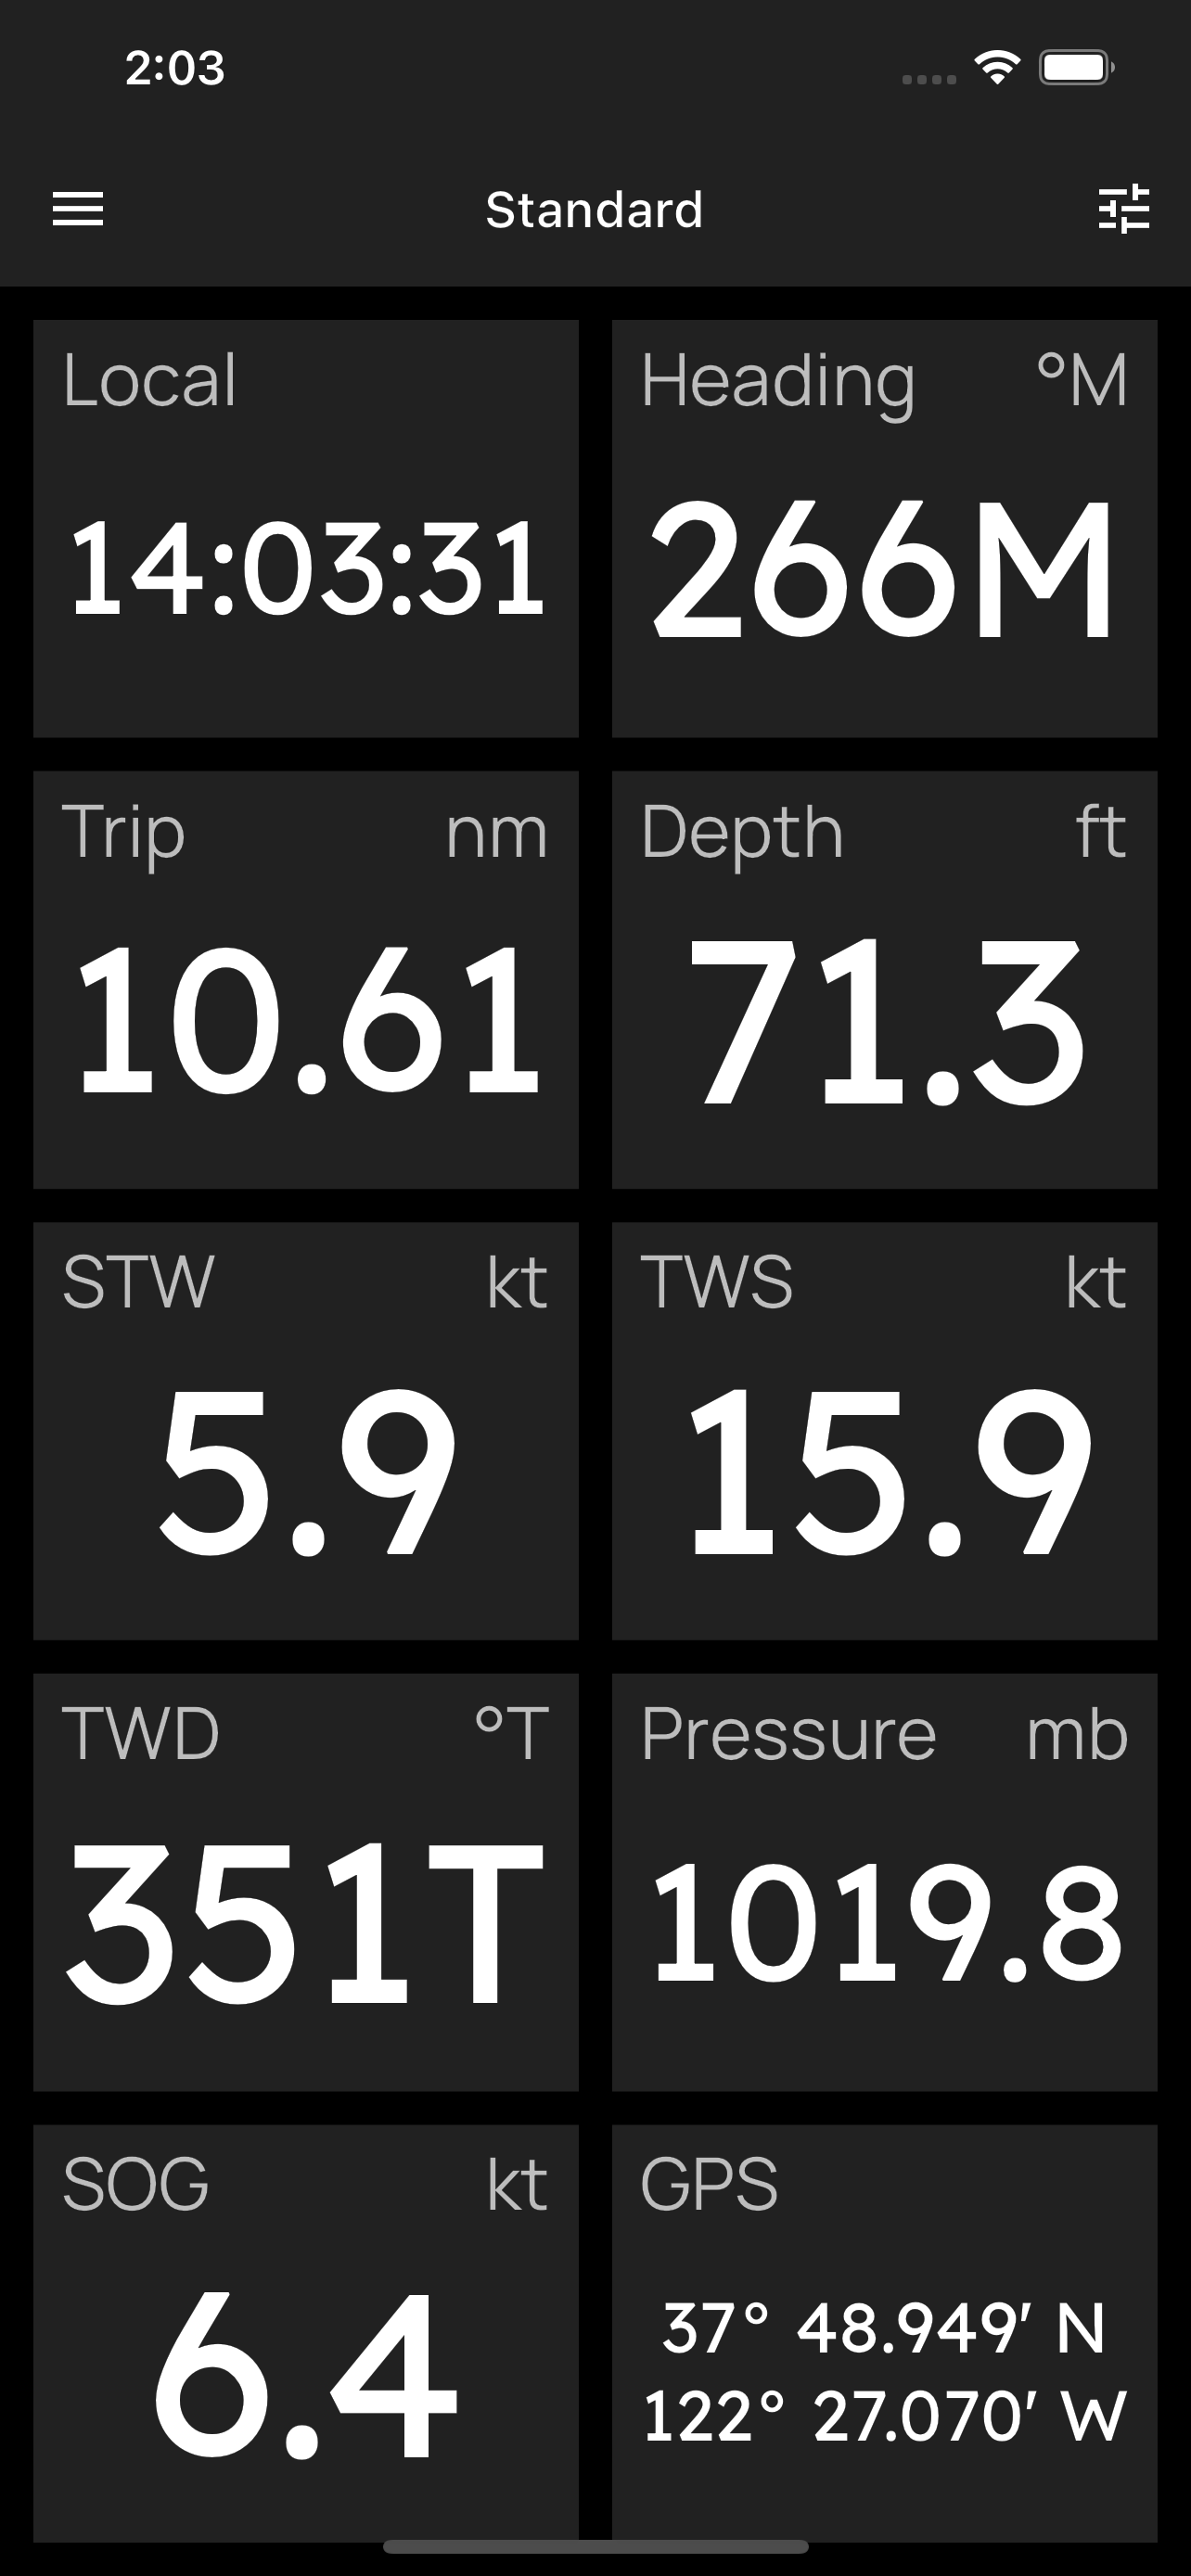 2:03
Standard
Local
14:03:31
Heading °M
266M
Trip nm
10.61
Depth ft
71.3
STW kt
5.9
TWS kt
15.9
TWD °T
351T
Pressure mb
1019.8
SOG kt
6.4
GPS
37° 48.949′ N
122° 27.070′ W